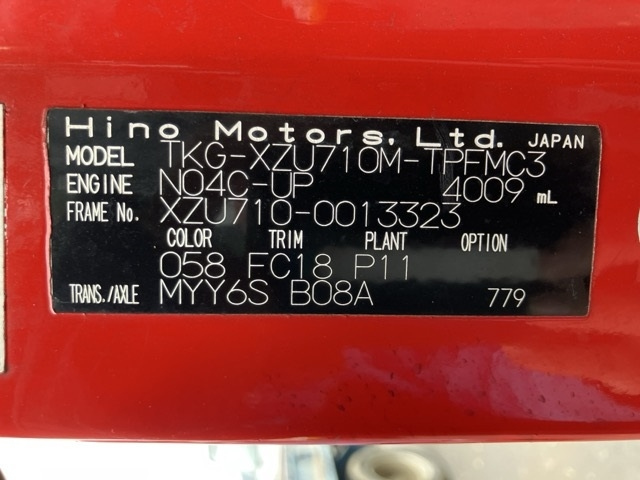 Hino Motors, Ltd. JAPAN
MODEL TKG-XZU710M-TPFMC3
ENGINE N04C-UP 4009 mL
FRAME No. XZU710-0013323
COLOR TRIM PLANT OPTION
058 FC18 P11
TRANS./AXLE MYY6S B08A 779